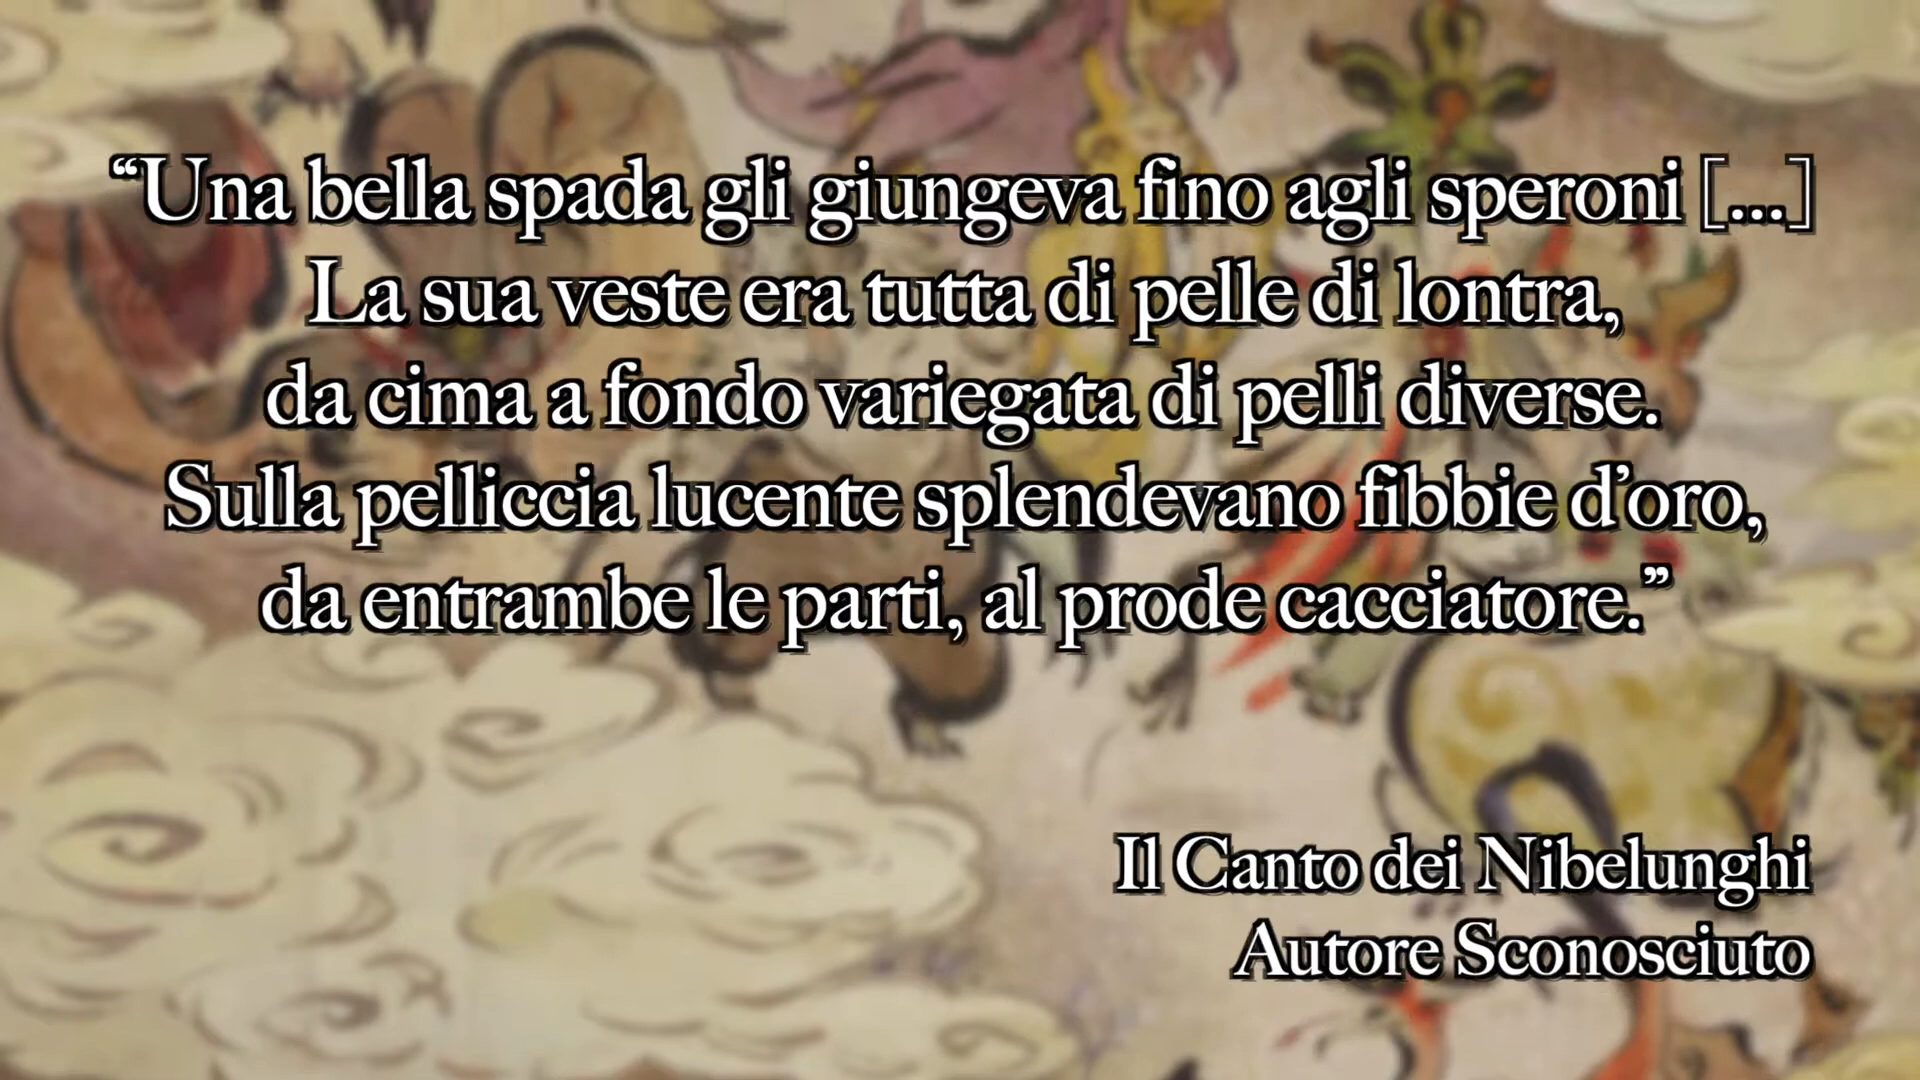 “Una bella spada gli giungeva fino agli speroni [...]
La sua veste era tutta di pelle di lontra,
da cima a fondo variegata di pelli diverse.
Sulla pelliccia lucente splendevano fibbie d’oro,
da entrambe le parti, al prode cacciatore.”
Il Canto dei Nibelunghi
Autore Sconosciuto